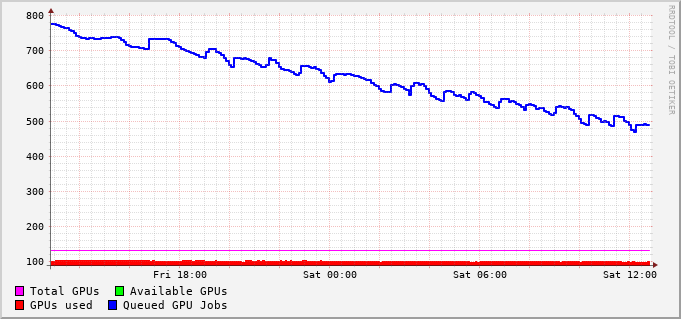 800
700
600
500
400
300
200
100
Fri 18:00 Sat 00:00 Sat 06:00 Sat 12:00
Total GPUs Available GPUs
GPUs used Queued GPU Jobs
RRDTOOL / TOBI OETIKER